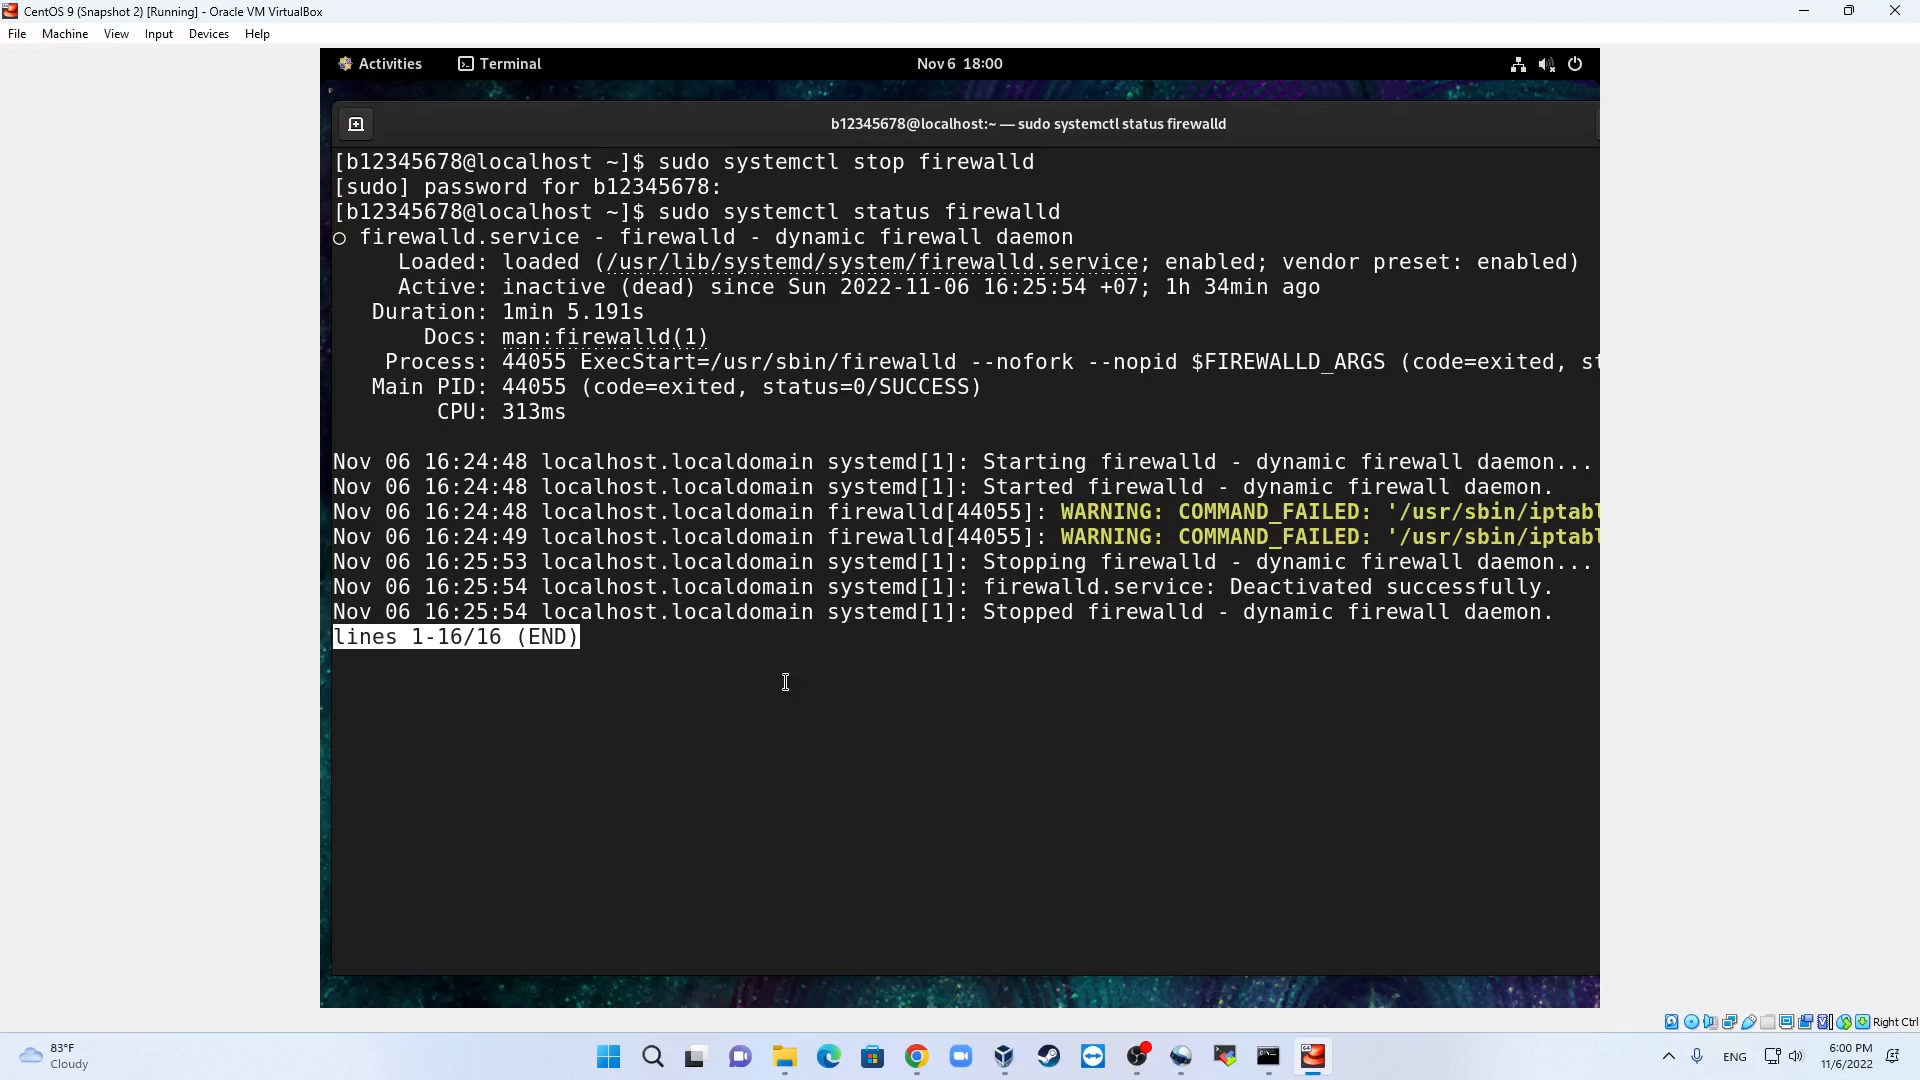 CentOS 9 (Snapshot 2) [Running] - Oracle VM VirtualBox
File Machine View Input Devices Help
Activities Terminal Nov 6 18:00
b12345678@localhost:~ — sudo systemctl status firewalld
[b12345678@localhost ~]$ sudo systemctl stop firewalld
[sudo] password for b12345678:
[b12345678@localhost ~]$ sudo systemctl status firewalld
○ firewalld.service - firewalld - dynamic firewall daemon
Loaded: loaded (/usr/lib/systemd/system/firewalld.service; enabled; vendor preset: enabled)
Active: inactive (dead) since Sun 2022-11-06 16:25:54 +07; 1h 34min ago
Duration: 1min 5.191s
Docs: man:firewalld(1)
Process: 44055 ExecStart=/usr/sbin/firewalld --nofork --nopid $FIREWALLD_ARGS (code=exited, st
Main PID: 44055 (code=exited, status=0/SUCCESS)
CPU: 313ms
Nov 06 16:24:48 localhost.localdomain systemd[1]: Starting firewalld - dynamic firewall daemon...
Nov 06 16:24:48 localhost.localdomain systemd[1]: Started firewalld - dynamic firewall daemon.
Nov 06 16:24:48 localhost.localdomain firewalld[44055]: WARNING: COMMAND_FAILED: '/usr/sbin/iptabl
Nov 06 16:24:49 localhost.localdomain firewalld[44055]: WARNING: COMMAND_FAILED: '/usr/sbin/iptabl
Nov 06 16:25:53 localhost.localdomain systemd[1]: Stopping firewalld - dynamic firewall daemon...
Nov 06 16:25:54 localhost.localdomain systemd[1]: firewalld.service: Deactivated successfully.
Nov 06 16:25:54 localhost.localdomain systemd[1]: Stopped firewalld - dynamic firewall daemon.
lines 1-16/16 (END)
Right Ctrl
83°F
Cloudy
ENG
6:00 PM
11/6/2022